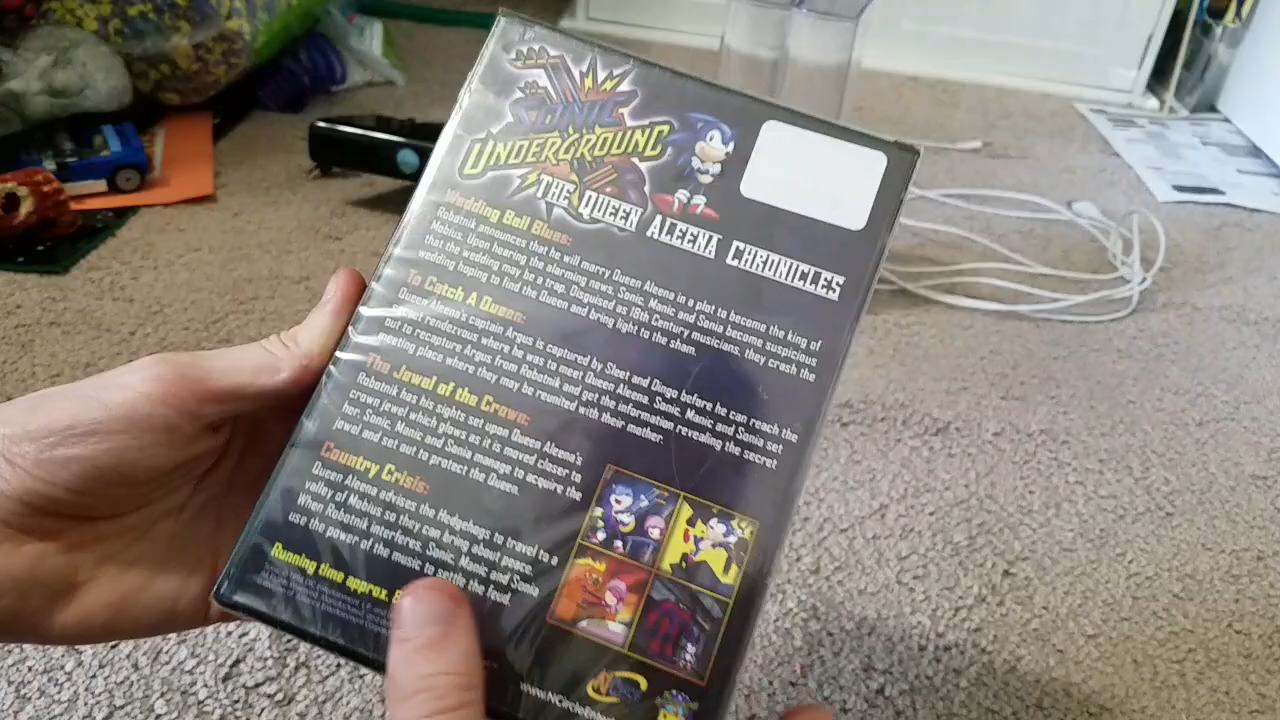 SONIC
UNDERGROUND
THE QUEEN ALEENA CHRONICLES
Wedding Bell Blues:
Robotnik announces that he will marry Queen Aleena in a plot to become the king of
Mobius. Upon hearing the alarming news, Sonic, Manic and Sonia become suspicious
that the wedding may be a trap. Disguised as 18th Century musicians, they crash the
wedding hoping to find the Queen and bring light to the sham.
To Catch A Queen:
Queen Aleena's captain Argus is captured by Sleet and Dingo before he can reach the
secret rendezvous where he was to meet Queen Aleena. Sonic, Manic and Sonia set
out to recapture Argus from Robotnik and get the information revealing the secret
meeting place where they may be reunited with their mother.
The Jewel of the Crown:
Robotnik has his sights set upon Queen Aleena's
crown jewel which glows as it is moved closer to
her. Sonic, Manic and Sonia manage to acquire the
jewel and set out to protect the Queen.
Country Crisis:
Queen Aleena advises the Hedgehogs to travel to a
valley of Mobius so they can bring about peace.
When Robotnik interferes, Sonic, Manic and Sonia
use the power of the music to settle the feud.
Running time approx.